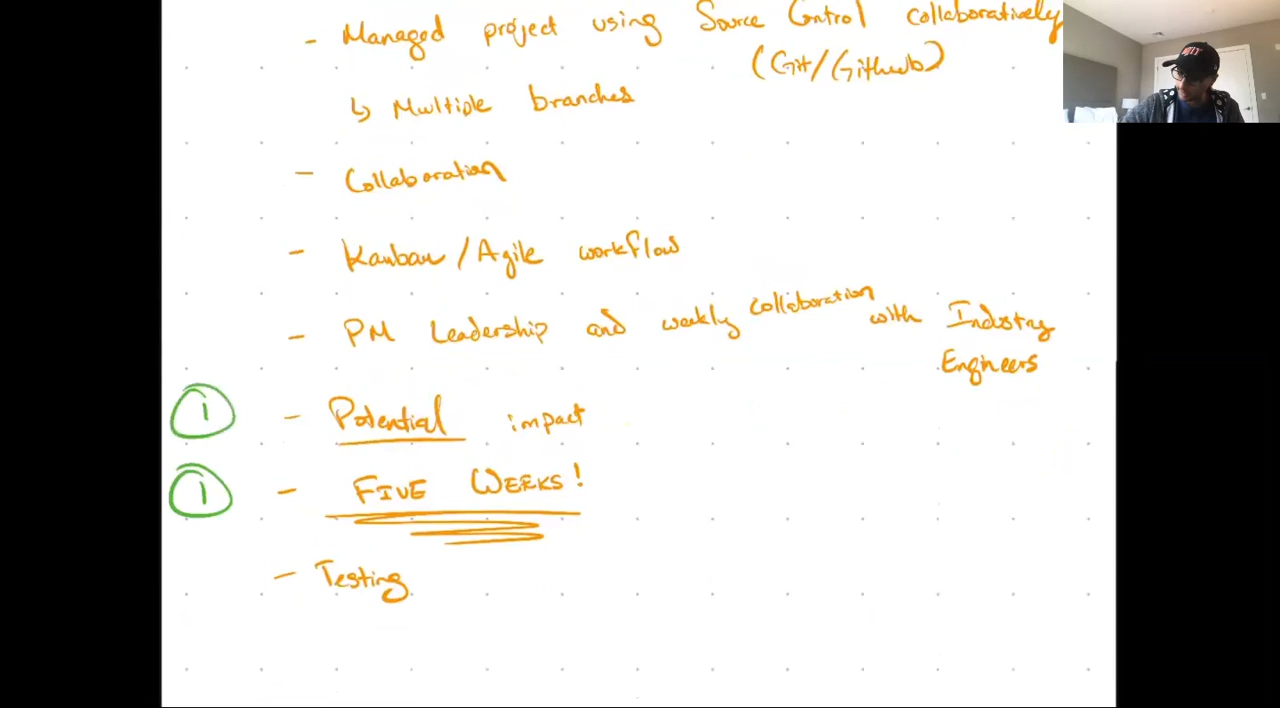 - Managed project using Source Control collaboratively
(Git/Github)
↳ Multiple branches
- Collaboration
- Kanban/Agile workflow
- PM Leadership and weekly collaboration with Industry
Engineers
1 - Potential impact
1 - FIVE WEEKS!
- Testing